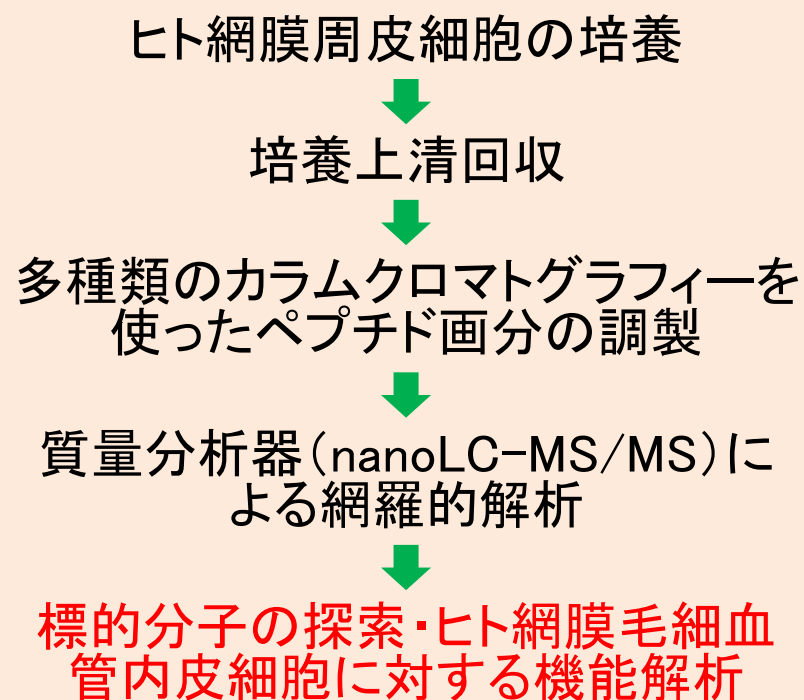 ヒト網膜周皮細胞の培養
培養上清回収
多種類のカラムクロマトグラフィーを
使ったペプチド画分の調製
質量分析器(nanoLC-MS/MS)に
よる網羅的解析
標的分子の探索・ヒト網膜毛細血
管内皮細胞に対する機能解析